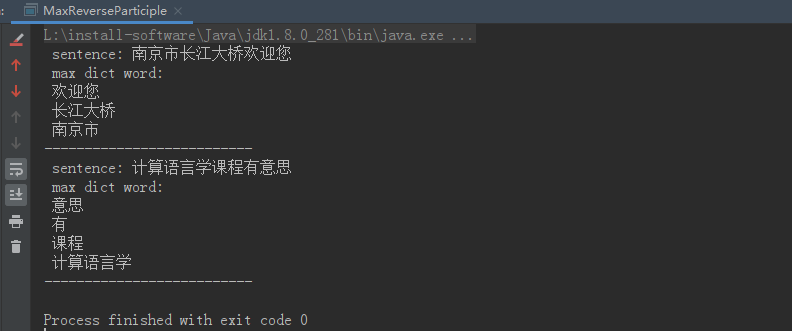 MaxReverseParticiple
L:\install-software\Java\jdk1.8.0_281\bin\java.exe ...
sentence: 南京市长江大桥欢迎您
max dict word:
欢迎您
长江大桥
南京市
--------------------------
sentence: 计算语言学课程有意思
max dict word:
意思
有
课程
计算语言学
--------------------------
Process finished with exit code 0